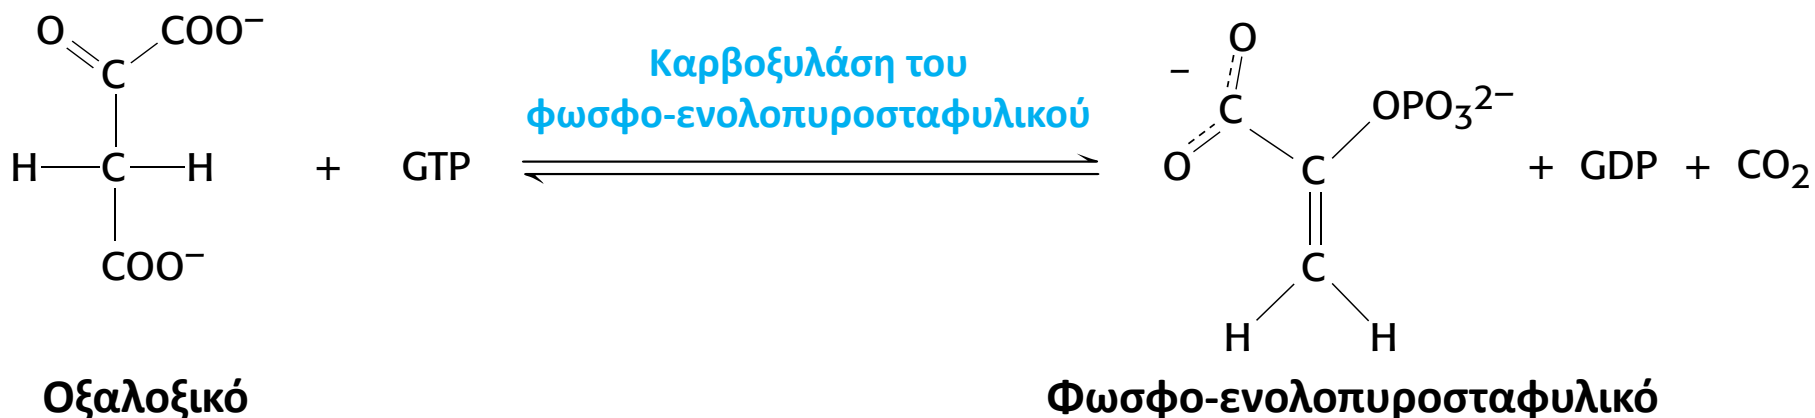 O COO⁻
C
H C H
COO⁻
Οξαλοξικό
+ GTP
Καρβοξυλάση του
φωσφο-ενολοπυροσταφυλικού
O
−
C OPO₃²⁻
O
C
C
H H
Φωσφο-ενολοπυροσταφυλικό
+ GDP + CO₂